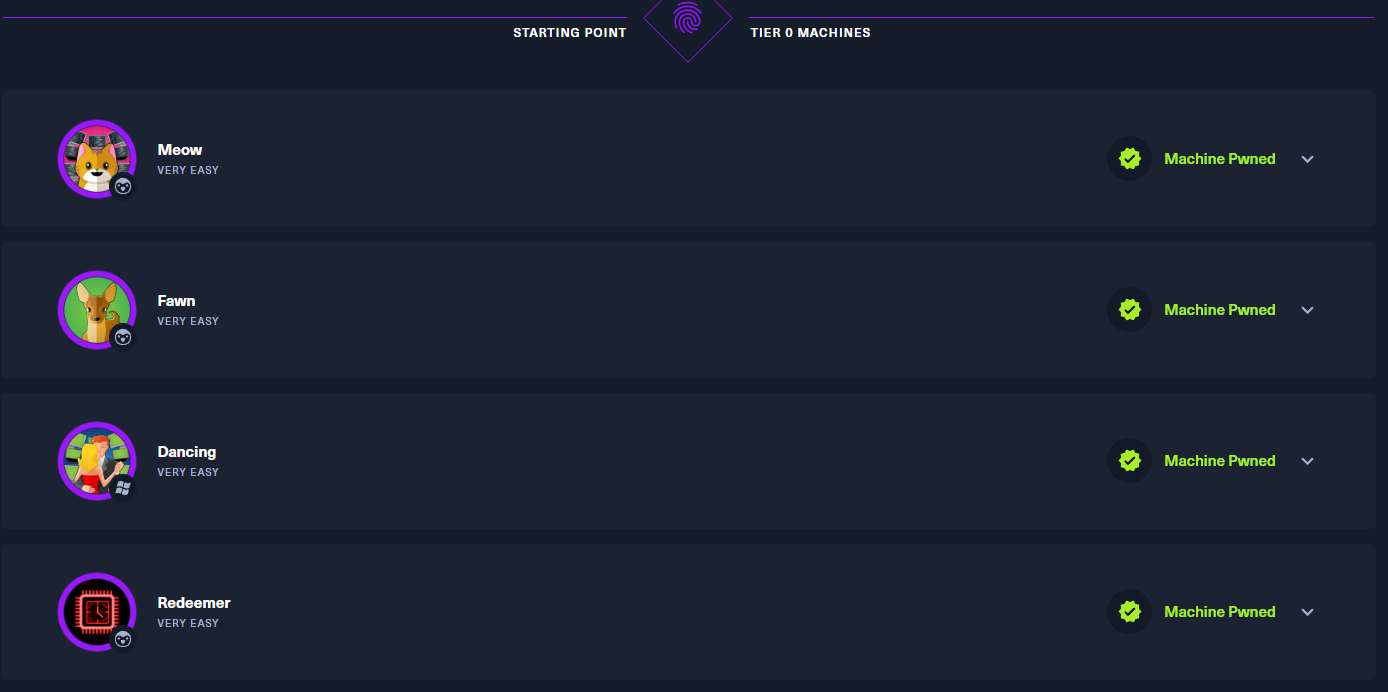 STARTING POINT
TIER 0 MACHINES
Meow
VERY EASY
Machine Pwned
Fawn
VERY EASY
Machine Pwned
Dancing
VERY EASY
Machine Pwned
Redeemer
VERY EASY
Machine Pwned